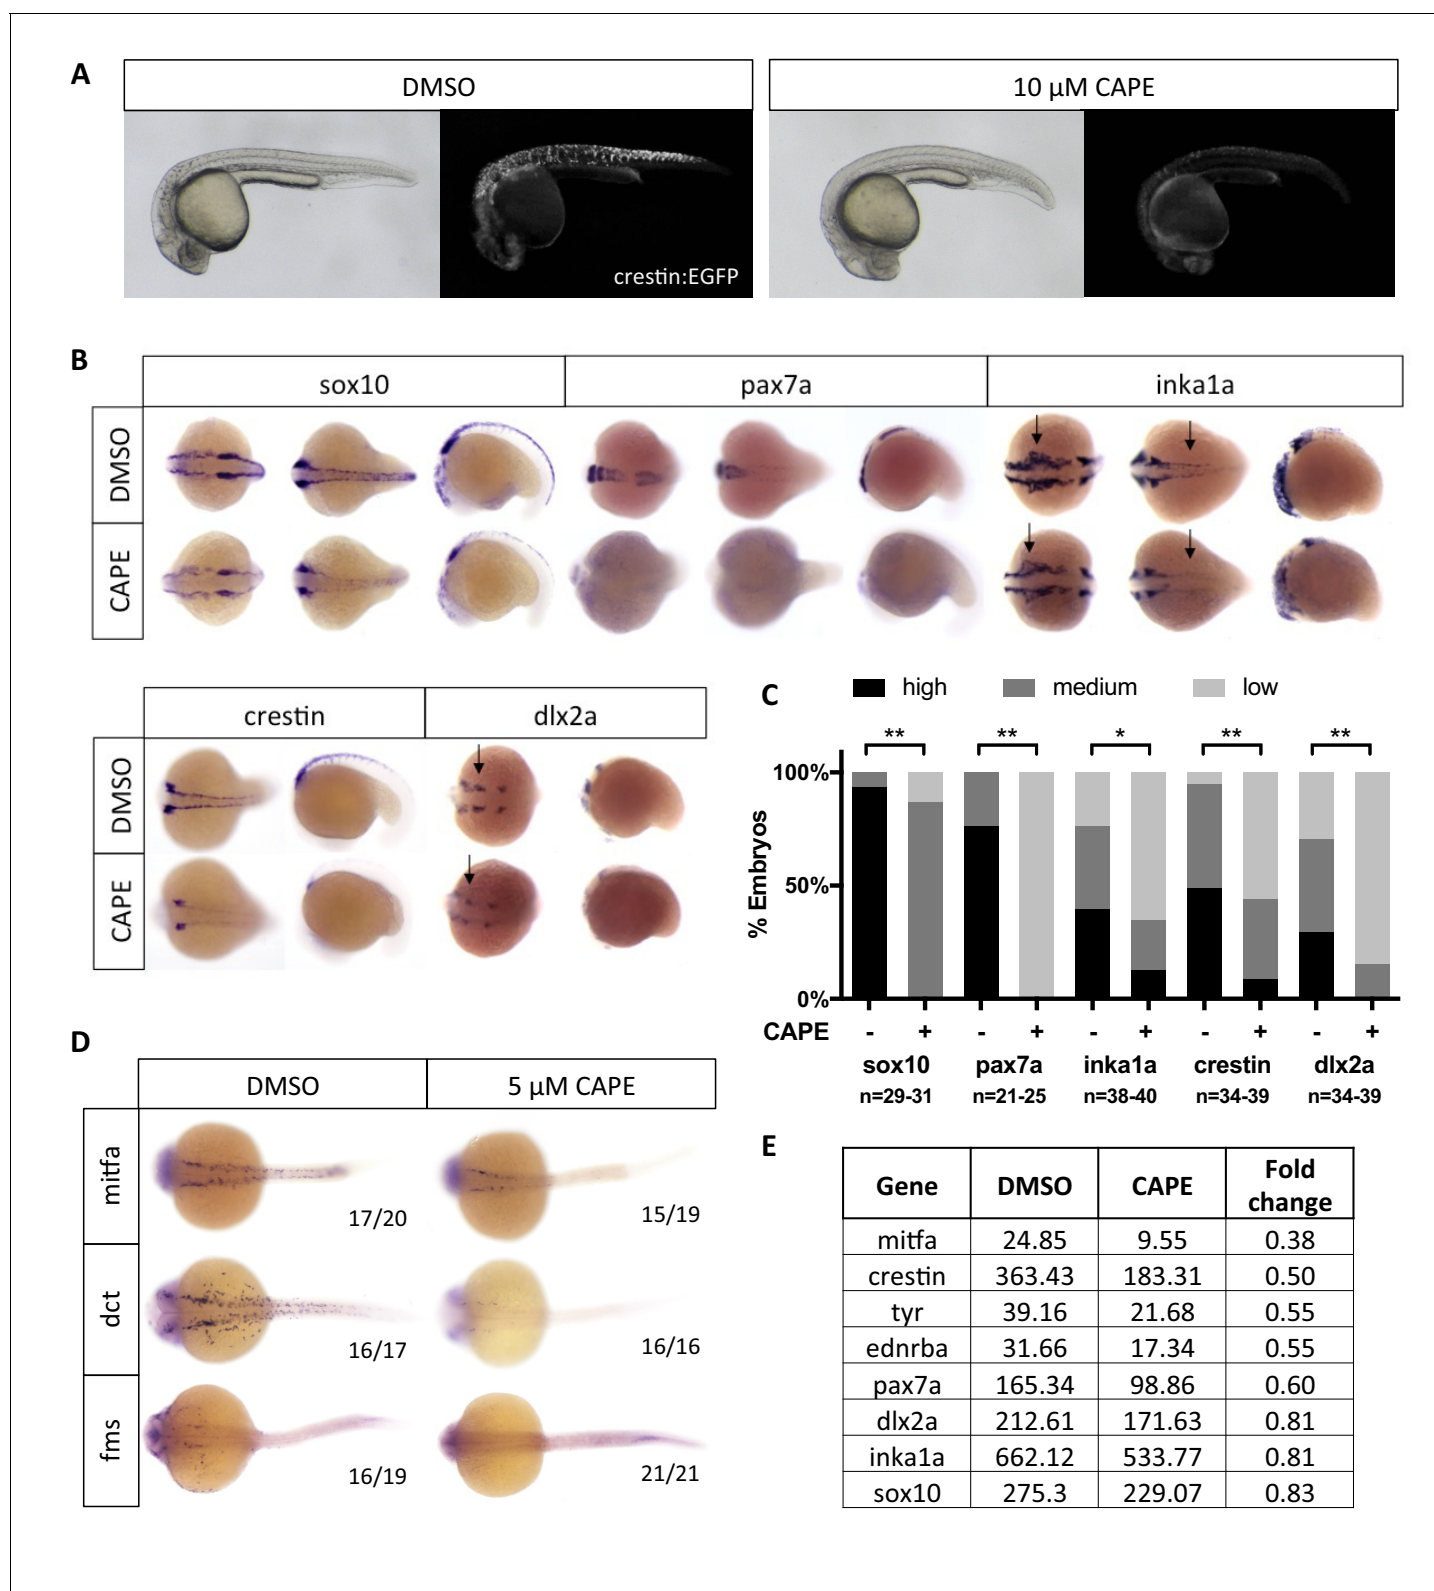 A
DMSO
10 μM CAPE
crestin:EGFP
B
sox10
pax7a
inka1a
DMSO
CAPE
crestin
dlx2a
DMSO
CAPE
C
high
medium
low
** ** * ** **
100%
50%
0%
% Embryos
CAPE - + - + - + - + - +
sox10 pax7a inka1a crestin dlx2a
n=29-31 n=21-25 n=38-40 n=34-39 n=34-39
D
DMSO
5 μM CAPE
mitfa
17/20
15/19
dct
16/17
16/16
fms
16/19
21/21
E
Gene DMSO CAPE Fold change
mitfa 24.85 9.55 0.38
crestin 363.43 183.31 0.50
tyr 39.16 21.68 0.55
ednrba 31.66 17.34 0.55
pax7a 165.34 98.86 0.60
dlx2a 212.61 171.63 0.81
inka1a 662.12 533.77 0.81
sox10 275.3 229.07 0.83